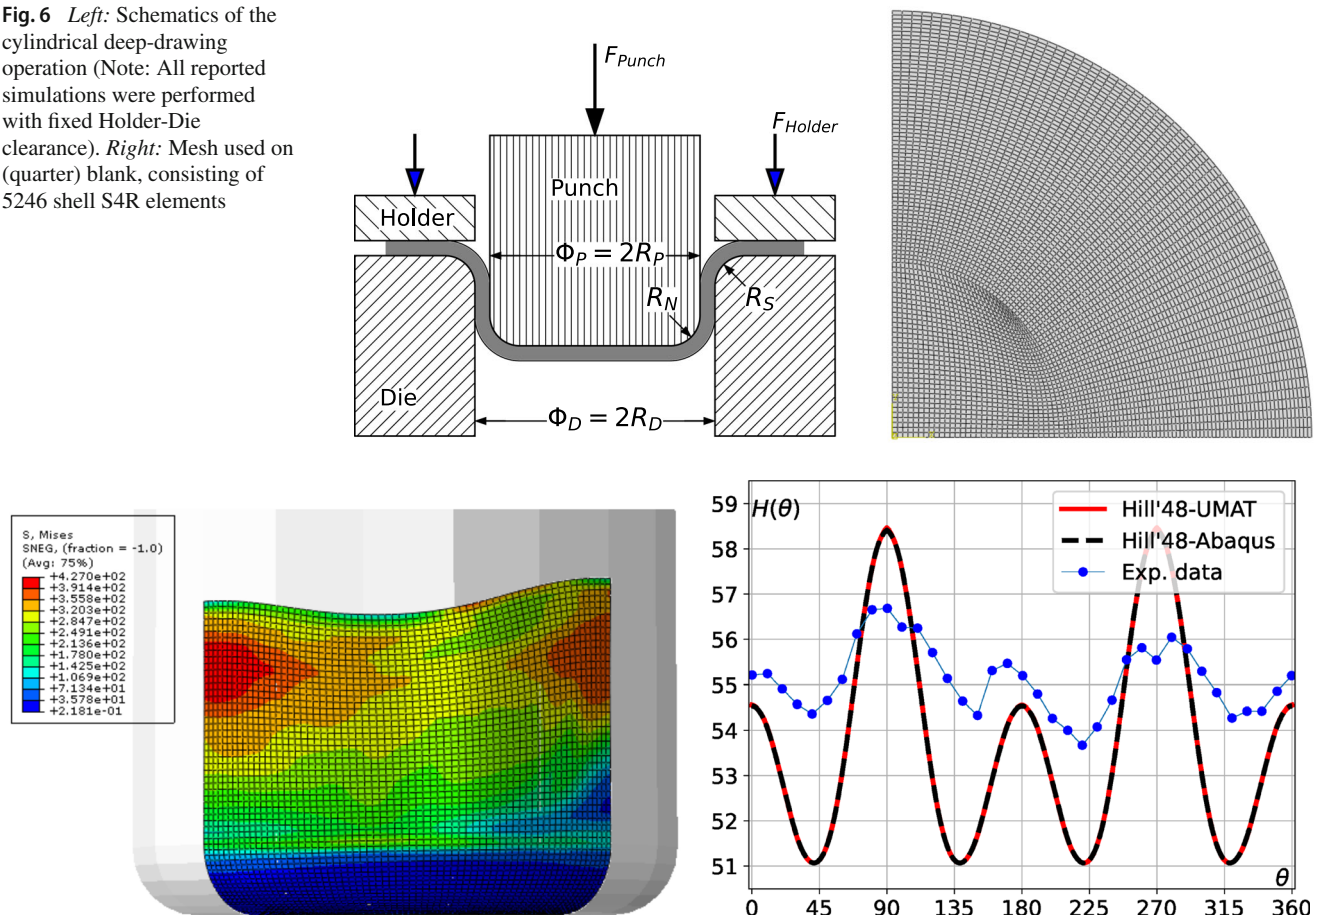 Fig. 6 Left: Schematics of the
cylindrical deep-drawing
operation (Note: All reported
simulations were performed
with fixed Holder-Die
clearance). Right: Mesh used on
(quarter) blank, consisting of
5246 shell S4R elements
F_Punch
F_Holder
Punch
Holder
Φ_P = 2R_P
R_N
R_S
Die
Φ_D = 2R_D
S, Mises
SNEG, (fraction = -1.0)
(Avg: 75%)
+4.270e+02
+3.914e+02
+3.558e+02
+3.203e+02
+2.847e+02
+2.491e+02
+2.136e+02
+1.780e+02
+1.425e+02
+1.069e+02
+7.134e+01
+3.578e+01
+2.181e-01
H(θ)
Hill'48-UMAT
Hill'48-Abaqus
Exp. data
59
58
57
56
55
54
53
52
51
θ
0 45 90 135 180 225 270 315 360